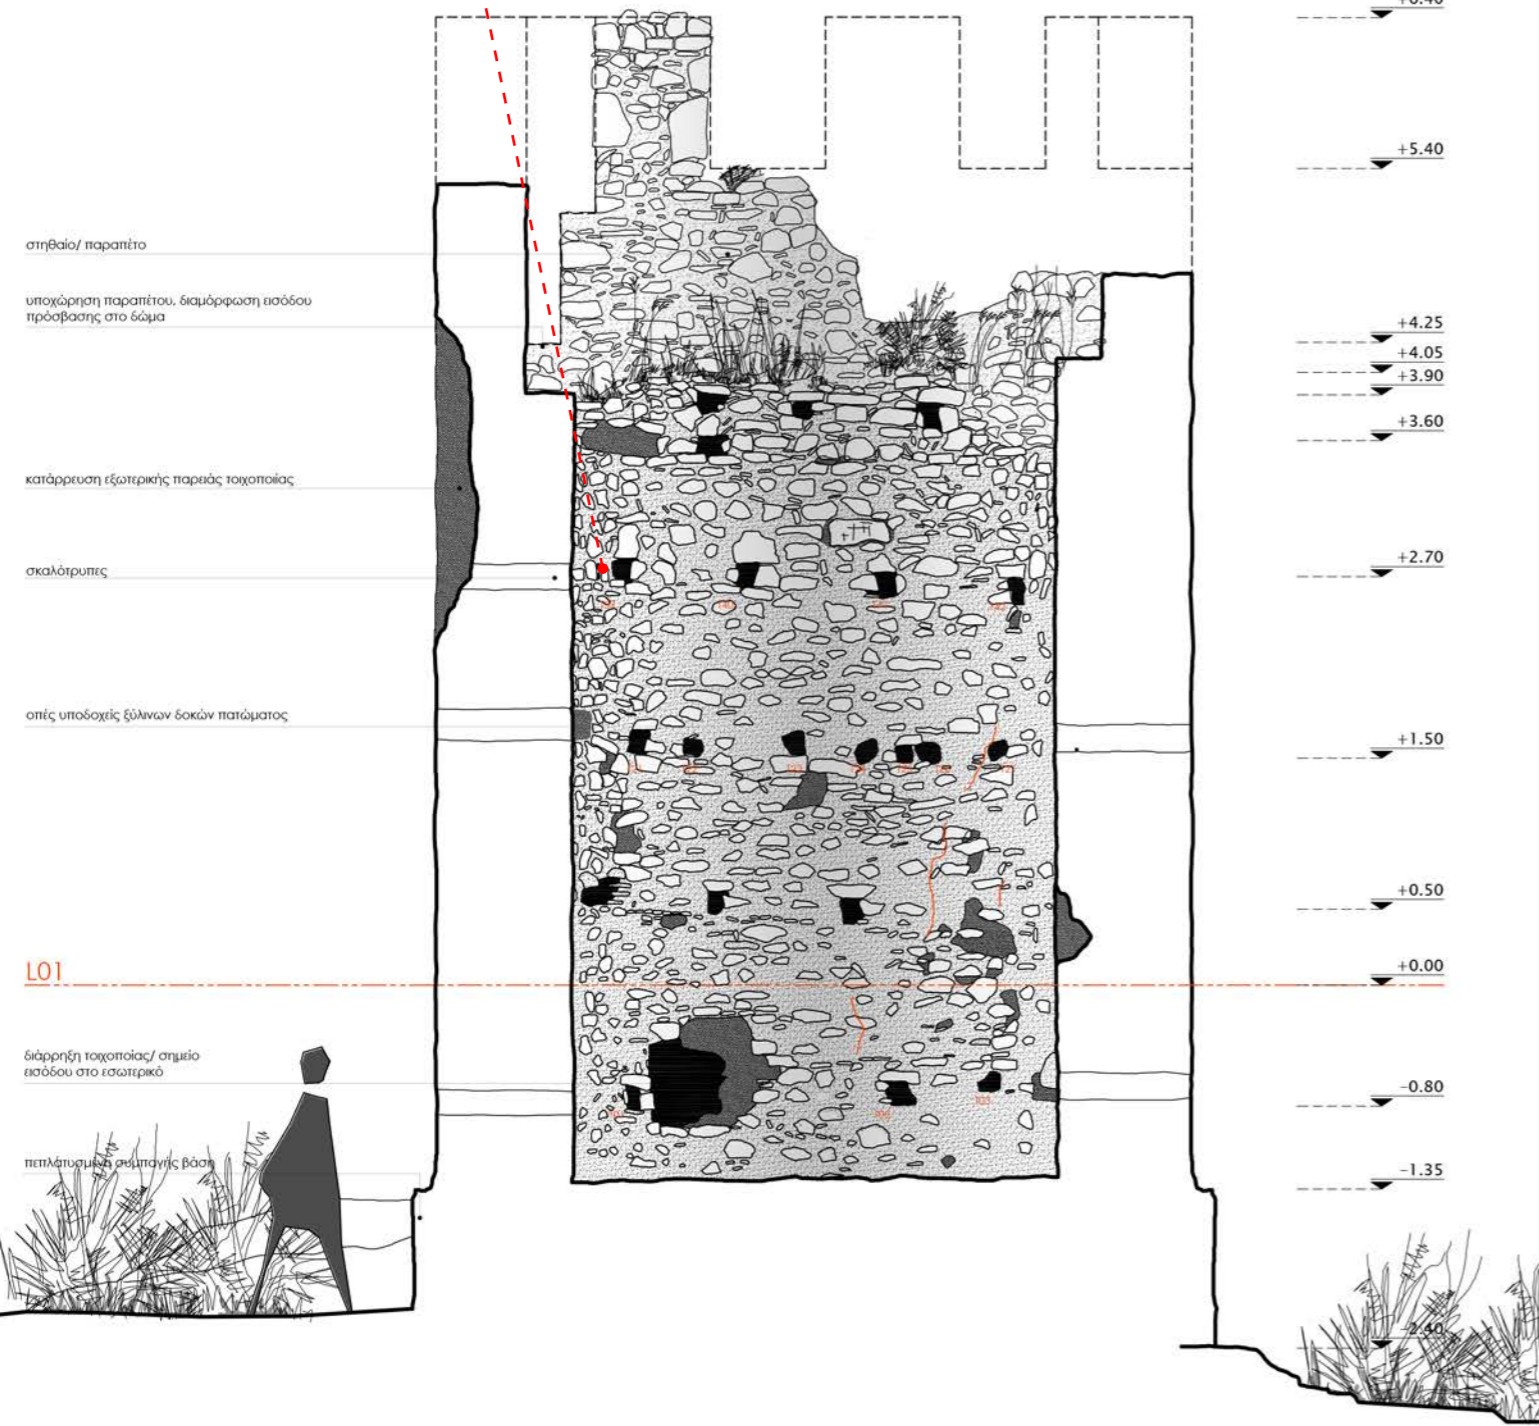 +5.40
στηθαίο/ παραπέτο
υποχώρηση παραπέτου, διαμόρφωση εισόδου
πρόσβασης στο δώμα
+4.25
+4.05
+3.90
+3.60
κατάρρευση εξωτερικής παρειάς τοιχοποιίας
+2.70
σκαλότρυπες
οπές υποδοχείς ξύλινων δοκών πατώματος
+1.50
+0.50
L01
+0.00
διάρρηξη τοιχοποιίας/ σημείο
εισόδου στο εσωτερικό
-0.80
πεπλατυσμένη συμπαγής βάση
-1.35
-2.40